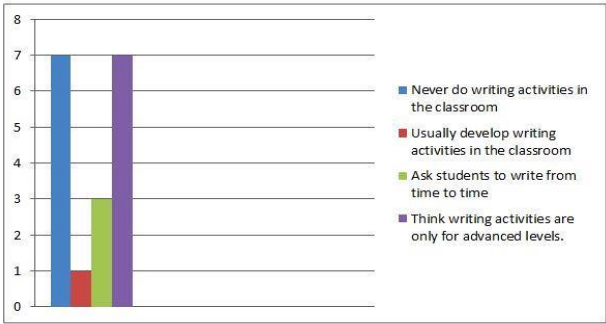 8
7
6
5
4
3
2
1
0
Never do writing activities in
the classroom
Usually develop writing
activities in the classroom
Ask students to write from
time to time
Think writing activities are
only for advanced levels.